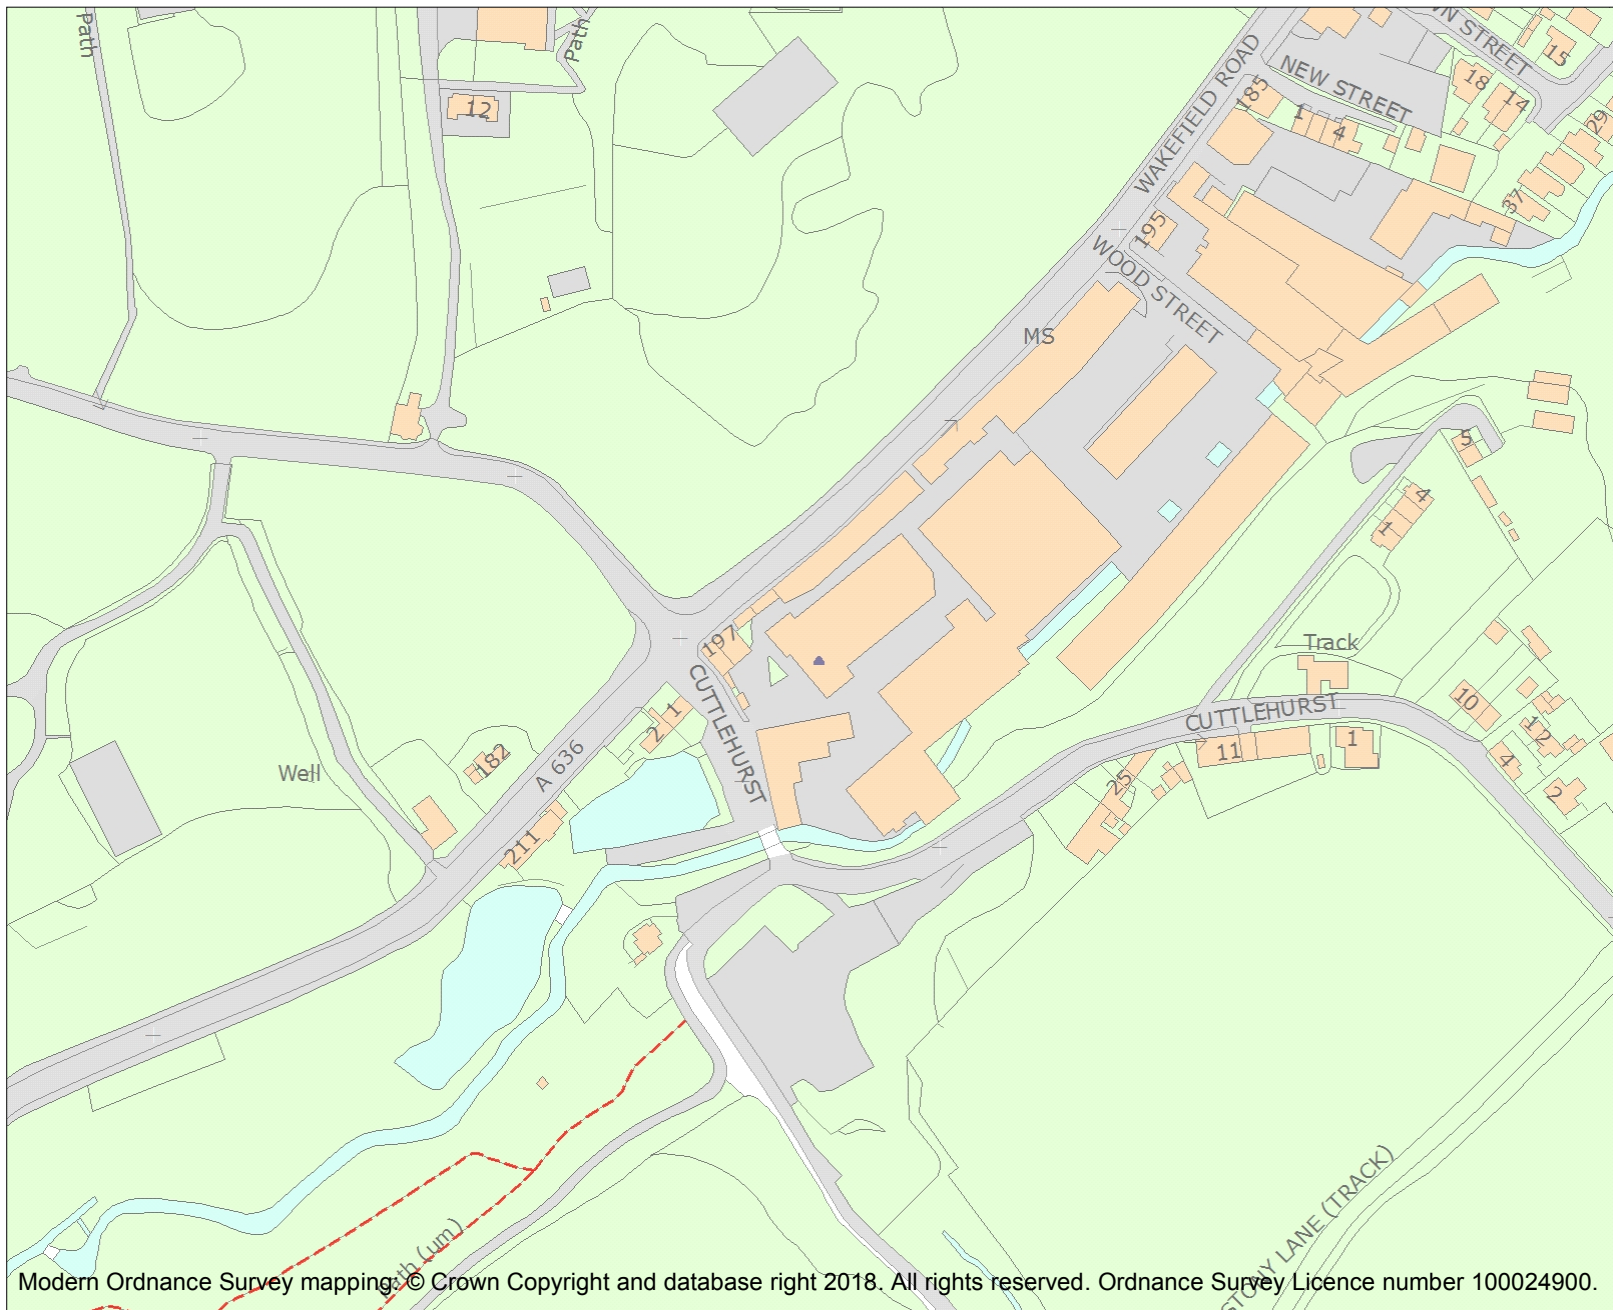 Path
Path
12
WAKEFIELD ROAD
185
NEW STREET
1
4
18
14
15
29
37
195
WOOD STREET
MS
5
4
1
197
CUTTLEHURST
Track
CUTTLEHURST
11
1
25
10
12
4
2
2 1
182
Well
A 636
211
Path (um)
STONY LANE (TRACK)
Modern Ordnance Survey mapping: © Crown Copyright and database right 2018. All rights reserved. Ordnance Survey Licence number 100024900.